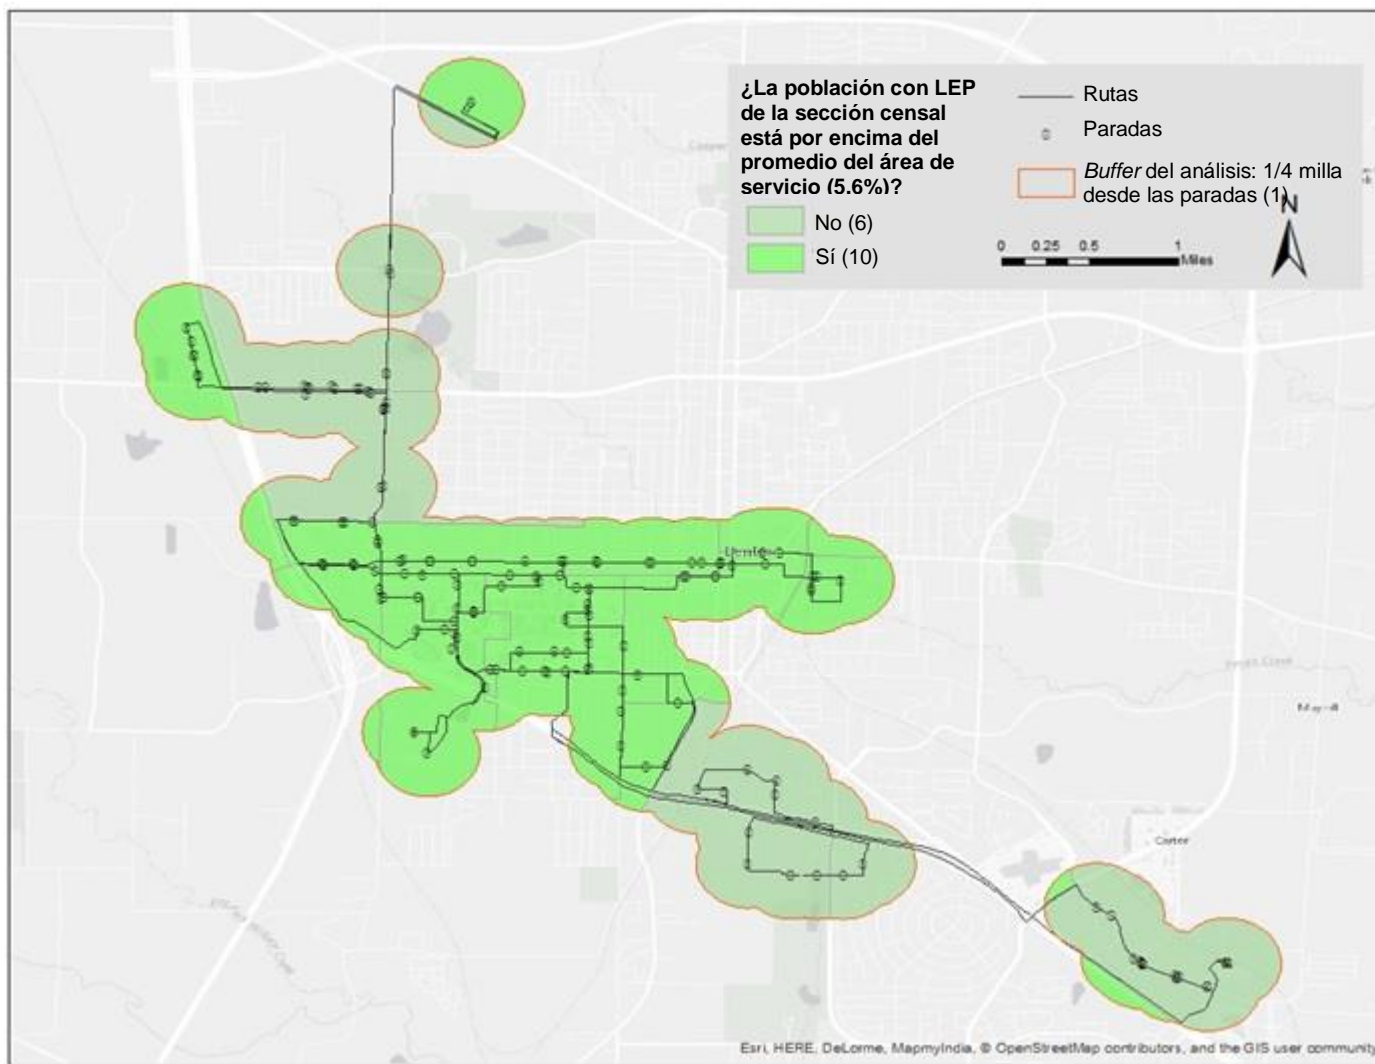 ¿La población con LEP
de la sección censal
está por encima del
promedio del área de
servicio (5.6%)?
No (6)
Sí (10)
Rutas
Paradas
Buffer del análisis: 1/4 milla
desde las paradas (1)
N
0 0.25 0.5 1
Miles
Carter
Esri, HERE, DeLorme, MapmyIndia, © OpenStreetMap contributors, and the GIS user community